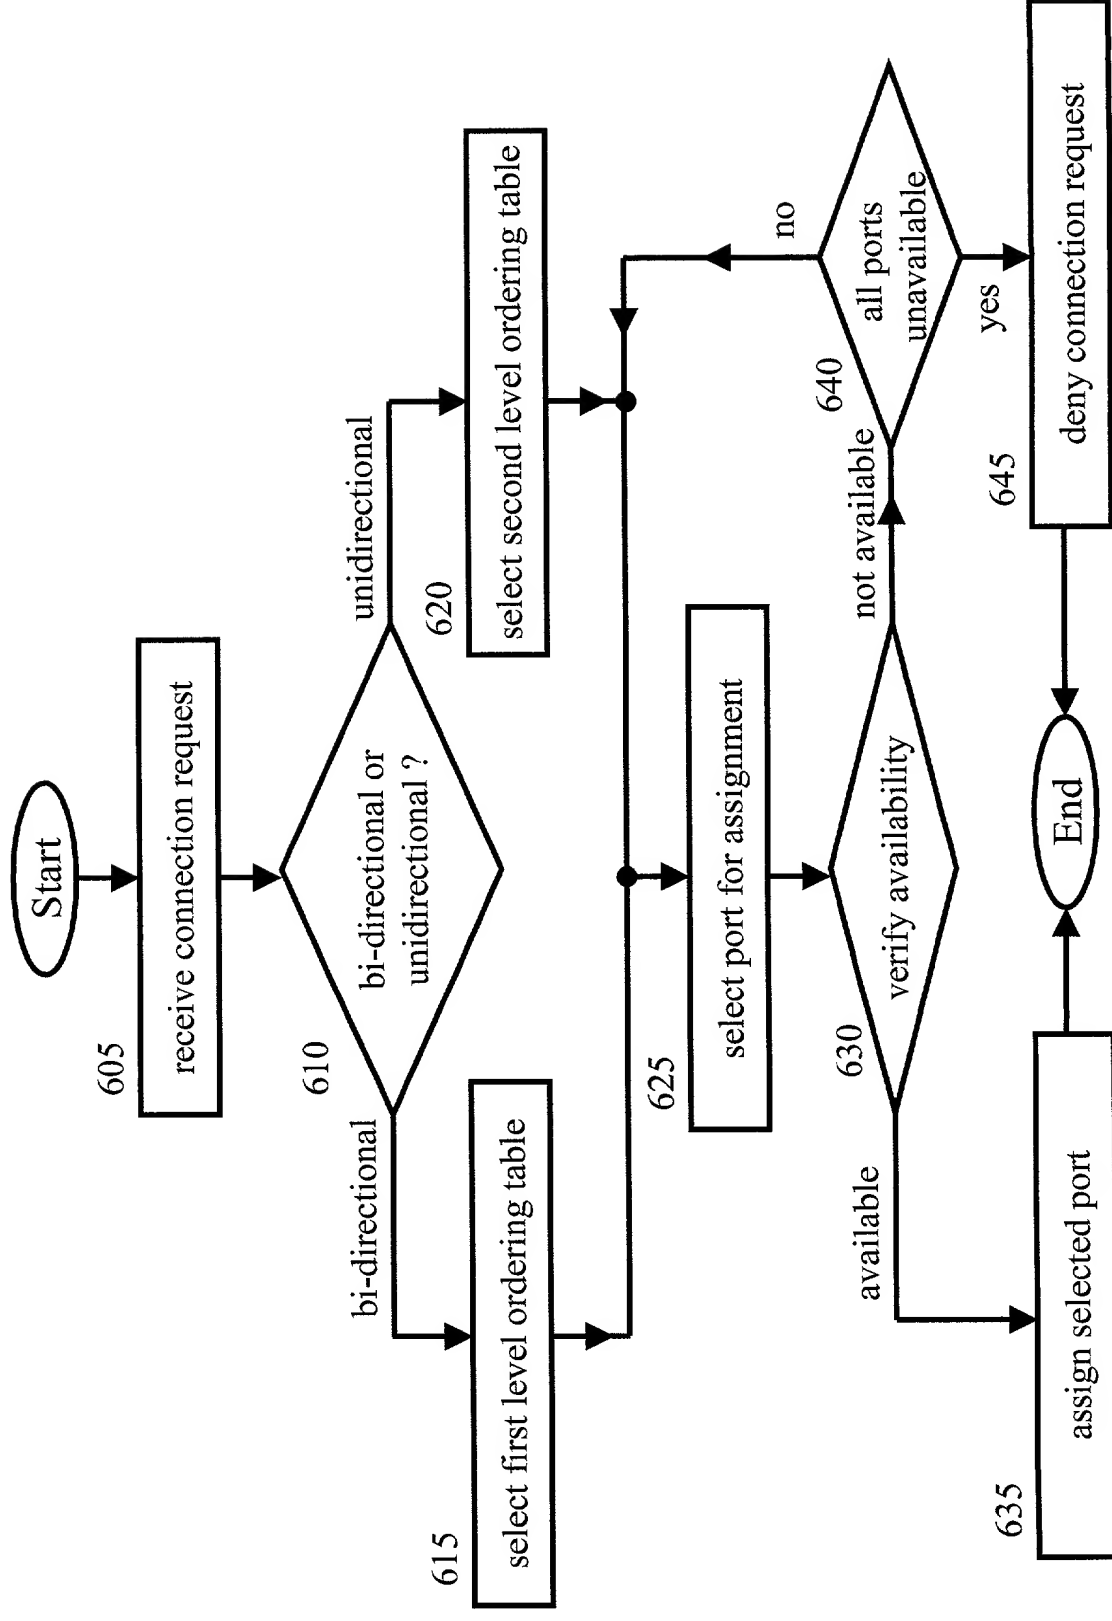 Start
605
receive connection request
610
bi-directional or
unidirectional ?
bi-directional
unidirectional
615
select first level ordering table
620
select second level ordering table
625
select port for assignment
630
verify availability
available
not available
640
all ports
unavailable
no
yes
635
assign selected port
645
deny connection request
End